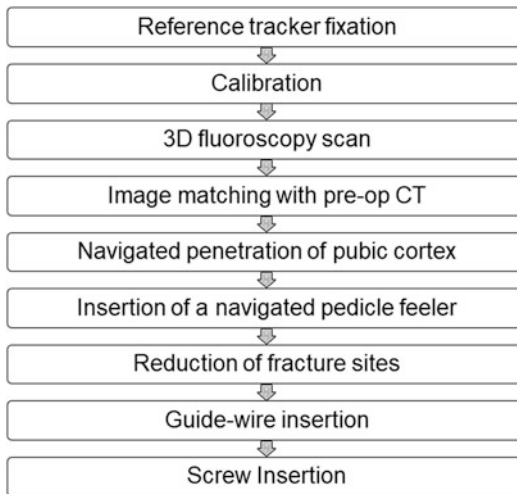 Reference tracker fixation
Calibration
3D fluoroscopy scan
Image matching with pre-op CT
Navigated penetration of pubic cortex
Insertion of a navigated pedicle feeler
Reduction of fracture sites
Guide-wire insertion
Screw Insertion